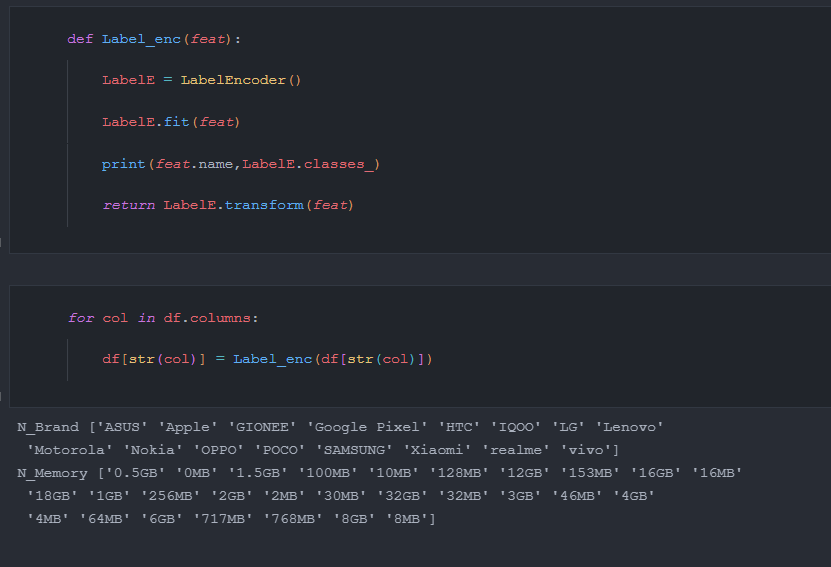 def Label_enc(feat):
LabelE = LabelEncoder()
LabelE.fit(feat)
print(feat.name,LabelE.classes_)
return LabelE.transform(feat)
for col in df.columns:
df[str(col)] = Label_enc(df[str(col)])
N_Brand ['ASUS' 'Apple' 'GIONEE' 'Google Pixel' 'HTC' 'IQOO' 'LG' 'Lenovo'
'Motorola' 'Nokia' 'OPPO' 'POCO' 'SAMSUNG' 'Xiaomi' 'realme' 'vivo']
N_Memory ['0.5GB' '0MB' '1.5GB' '100MB' '10MB' '128MB' '12GB' '153MB' '16GB' '16MB'
'18GB' '1GB' '256MB' '2GB' '2MB' '30MB' '32GB' '32MB' '3GB' '46MB' '4GB'
'4MB' '64MB' '6GB' '717MB' '768MB' '8GB' '8MB']